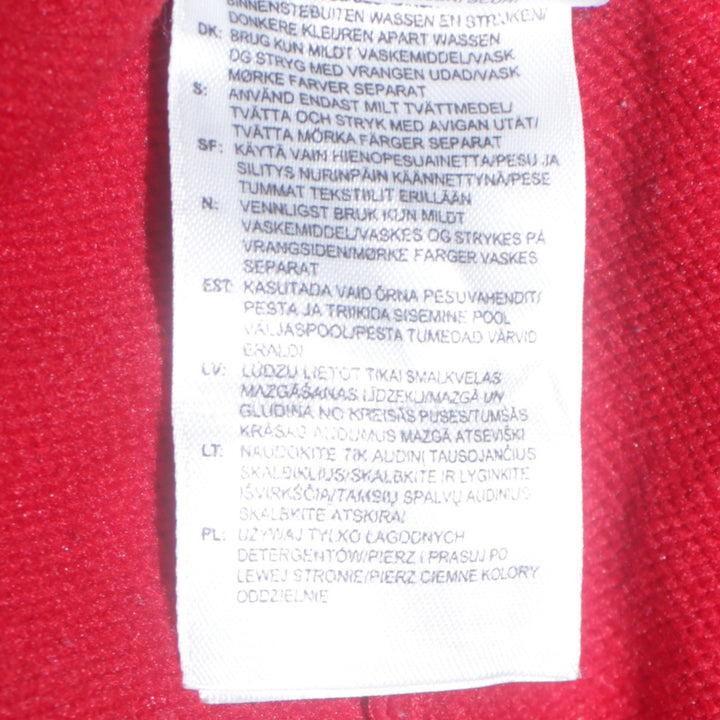 BINNENSTEBUITEN WASSEN EN STRIJKEN/
DONKERE KLEUREN APART WASSEN
DK: BRUG KUN MILDT VASKEMIDDEL/VASK
OG STRYG MED VRANGEN UDAD/VASK
MØRKE FARVER SEPARAT
S: ANVÄND ENDAST MILT TVÄTTMEDEL/
TVÄTTA OCH STRYK MED AVIGAN UTÅT/
TVÄTTA MÖRKA FÄRGER SEPARAT
SF: KÄYTÄ VAIN HIENOPESUAINETTA/PESU JA
SILITYS NURINPÄIN KÄÄNNETTYNÄ/PESE
TUMMAT TEKSTIILIT ERILLÄÄN
N: VENNLIGST BRUK KUN MILDT
VASKEMIDDEL/VASKES OG STRYKES PÅ
VRANGSIDEN/MØRKE FARGER VASKES
SEPARAT
EST: KASUTADA VAID ÕRNA PESUVAHENDIT/
PESTA JA TRIIKIDA SISEMINE POOL
VÄLJASPOOL/PESTA TUMEDAD VÄRVID
ERALDI
LV: LŪDZU LIETOT TIKAI SMALKVEĻAS
MAZGĀŠANAS LĪDZEKLI/MAZGĀ UN
GLUDINA NO KREISĀS PUSES/TUMŠĀS
KRĀSAS AUDUMUS MAZGĀ ATSEVIŠĶI
LT: NAUDOKITE TIK AUDINĮ TAUSOJANČIUS
SKALBIKLIUS/SKALBKITE IR LYGINKITE
IŠVIRKŠČIĄ/TAMSIŲ SPALVŲ AUDINIUS
SKALBKITE ATSKIRAI
PL: UŻYWAJ TYLKO ŁAGODNYCH
DETERGENTÓW/PIERZ I PRASUJ PO
LEWEJ STRONIE/PIERZ CIEMNE KOLORY
ODDZIELNIE